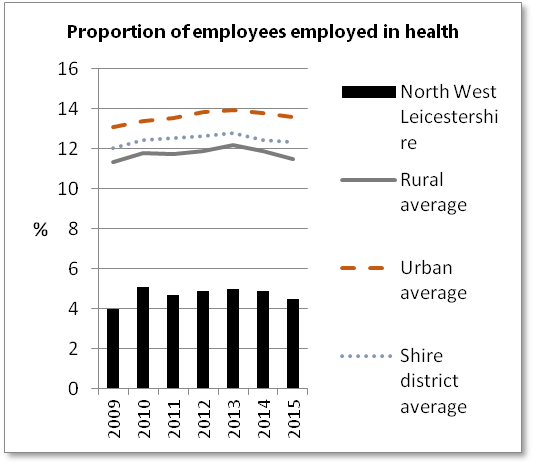 Proportion of employees employed in health
16
14
12
10
8
6
4
2
0
%
2009
2010
2011
2012
2013
2014
2015
North West
Leicestershi
re
Rural
average
Urban
average
Shire
district
average